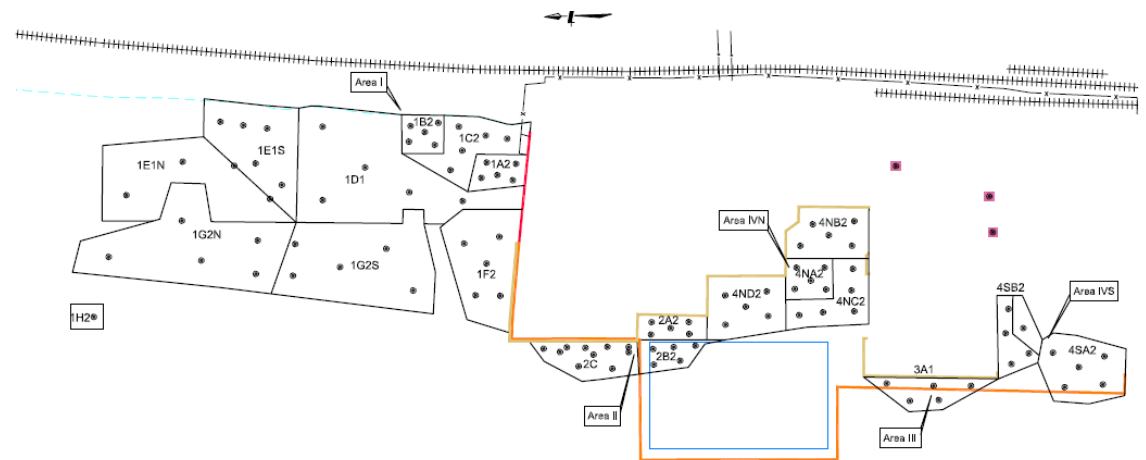 Area I
1B2
1C2
1E1S
1E1N
1A2
1D1
1G2N
1G2S
1F2
1H2
Area IVN
4NB2
4NA2
4NC2
4ND2
2A2
2B2
2C
Area II
4SB2
Area IVS
4SA2
3A1
Area III